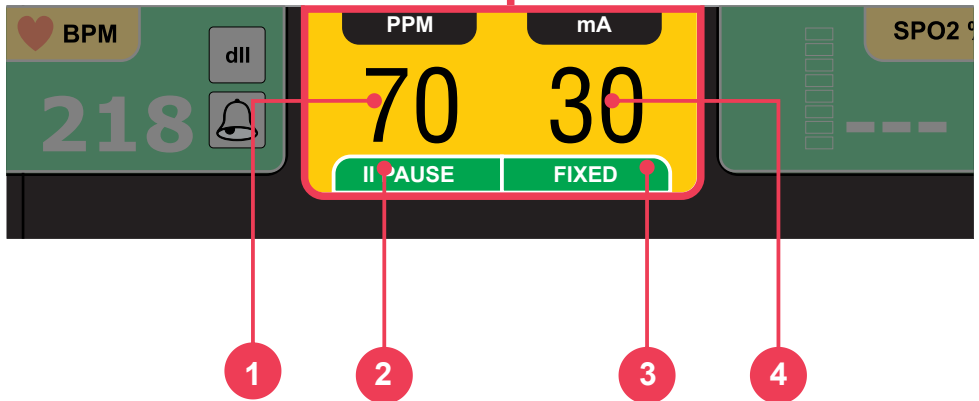 BPM
dII
218
PPM
mA
70
30
II PAUSE
FIXED
SPO2 %
---
1
2
3
4